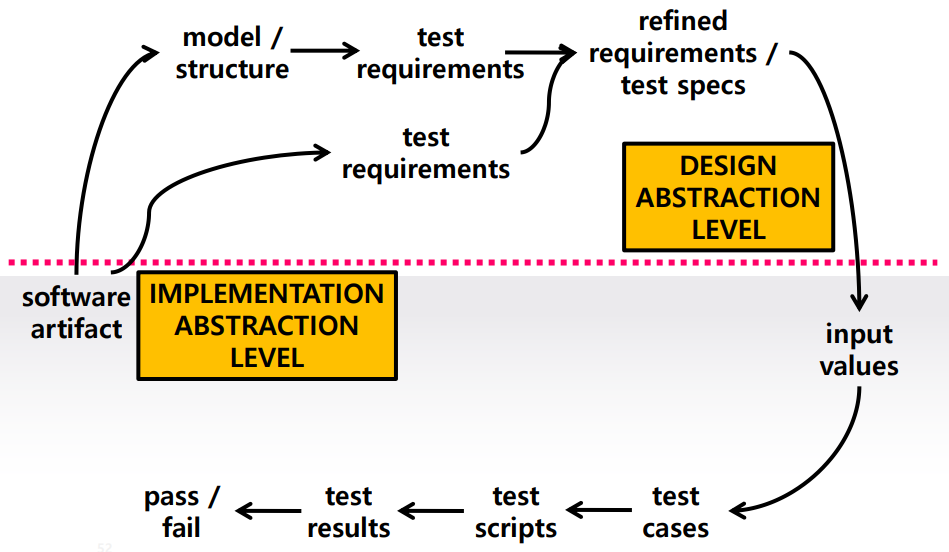 model /
structure
test
requirements
refined
requirements /
test specs
test
requirements
DESIGN
ABSTRACTION
LEVEL
software
artifact
IMPLEMENTATION
ABSTRACTION
LEVEL
input
values
pass /
fail
test
results
test
scripts
test
cases
52